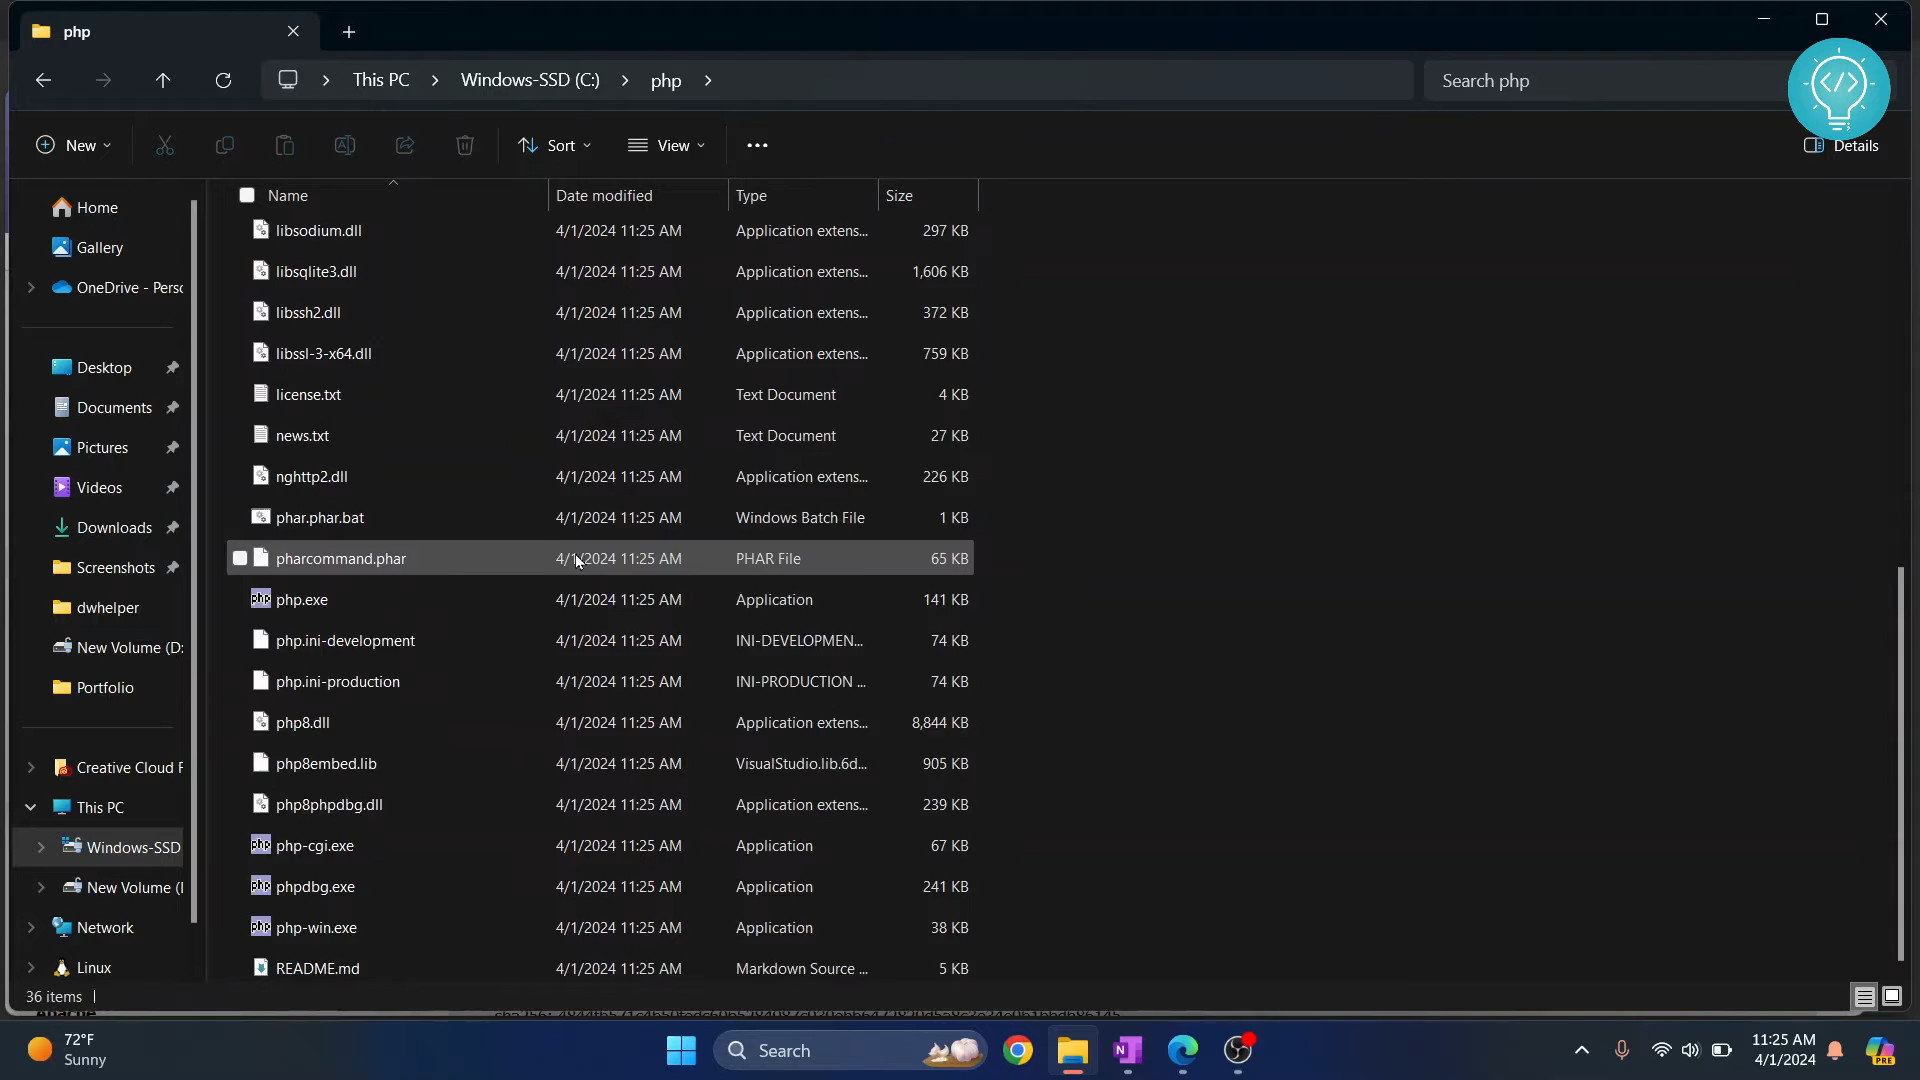 php
This PC
Windows-SSD (C:)
php
Search php
New
Sort
View
Details
Name
Date modified
Type
Size
Home
Gallery
OneDrive - Perso
Desktop
Documents
Pictures
Videos
Downloads
Screenshots
dwhelper
New Volume (D:
Portfolio
Creative Cloud F
This PC
Windows-SSD
New Volume (
Network
Linux
libsodium.dll 4/1/2024 11:25 AM Application extens... 297 KB
libsqlite3.dll 4/1/2024 11:25 AM Application extens... 1,606 KB
libssh2.dll 4/1/2024 11:25 AM Application extens... 372 KB
libssl-3-x64.dll 4/1/2024 11:25 AM Application extens... 759 KB
license.txt 4/1/2024 11:25 AM Text Document 4 KB
news.txt 4/1/2024 11:25 AM Text Document 27 KB
nghttp2.dll 4/1/2024 11:25 AM Application extens... 226 KB
phar.phar.bat 4/1/2024 11:25 AM Windows Batch File 1 KB
pharcommand.phar 4/1/2024 11:25 AM PHAR File 65 KB
php.exe 4/1/2024 11:25 AM Application 141 KB
php.ini-development 4/1/2024 11:25 AM INI-DEVELOPMEN... 74 KB
php.ini-production 4/1/2024 11:25 AM INI-PRODUCTION ... 74 KB
php8.dll 4/1/2024 11:25 AM Application extens... 8,844 KB
php8embed.lib 4/1/2024 11:25 AM VisualStudio.lib.6d... 905 KB
php8phpdbg.dll 4/1/2024 11:25 AM Application extens... 239 KB
php-cgi.exe 4/1/2024 11:25 AM Application 67 KB
phpdbg.exe 4/1/2024 11:25 AM Application 241 KB
php-win.exe 4/1/2024 11:25 AM Application 38 KB
README.md 4/1/2024 11:25 AM Markdown Source ... 5 KB
36 items
Apache
72°F
Sunny
Search
11:25 AM
4/1/2024
PRE